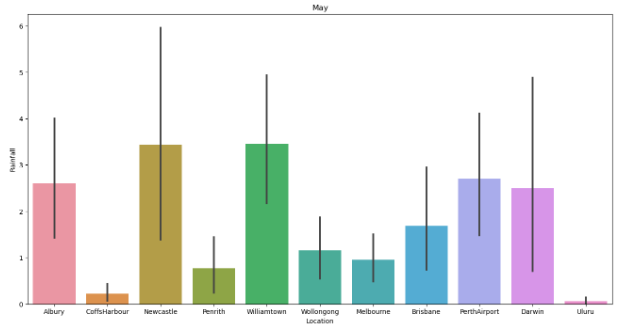 May
6
5
4
3
2
1
0
Rainfall
Albury CoffsHarbour Newcastle Penrith Williamtown Wollongong Melbourne Brisbane PerthAirport Darwin Uluru
Location